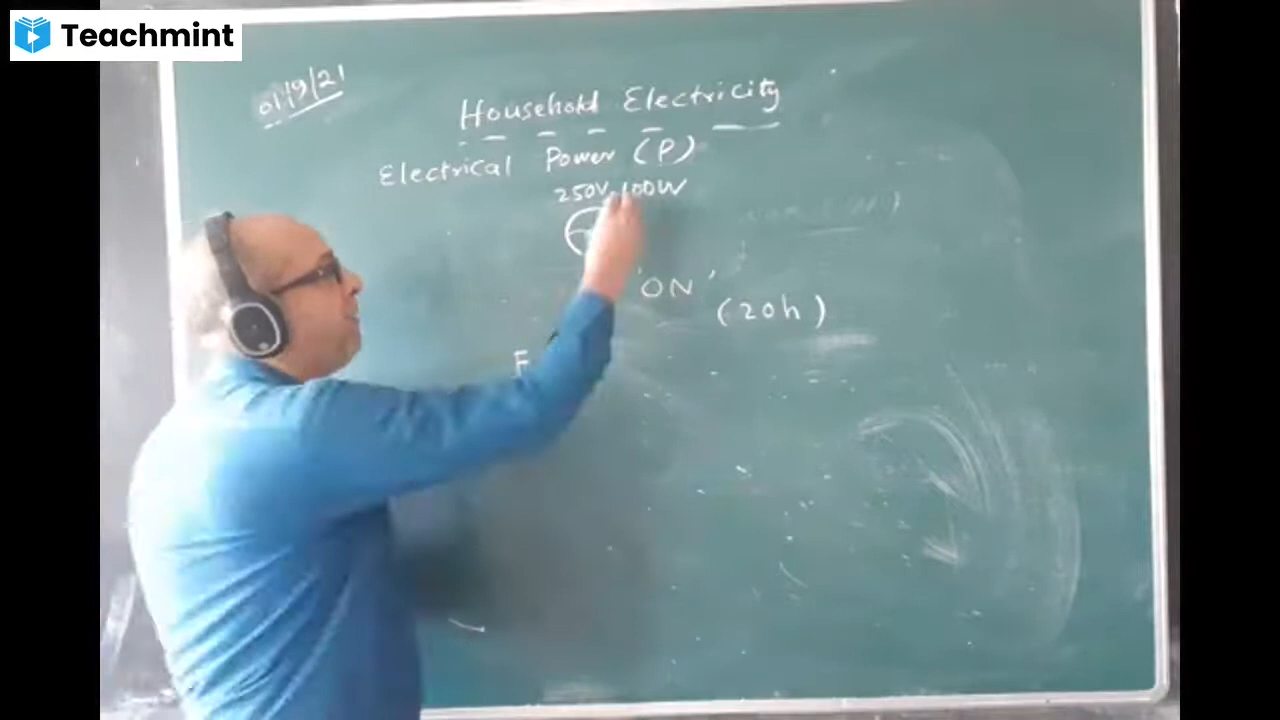 Teachmint
01/9/21
Household Electricity
Electrical Power (P)
250V-100W
'ON'
(20h)
E